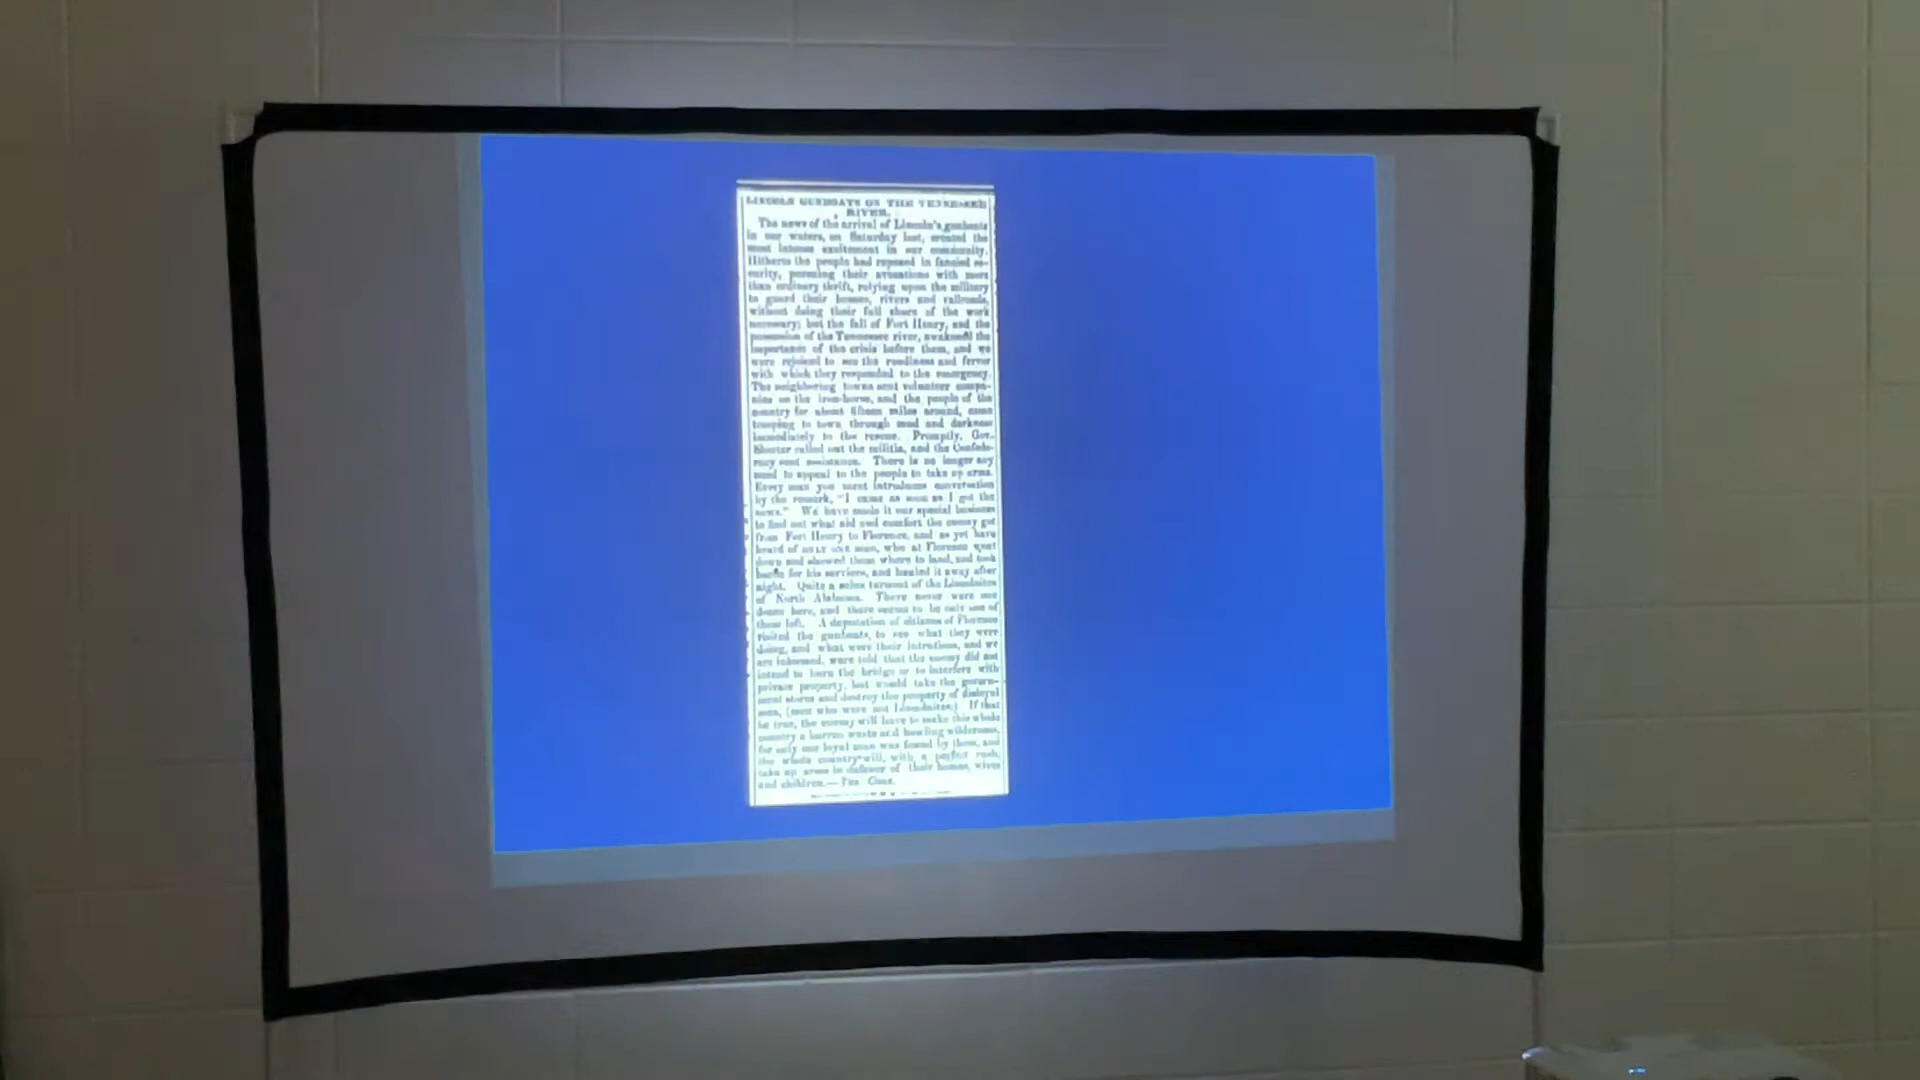 LINCOLN GUNBOATS ON THE TENNESSEE
RIVER.
The news of the arrival of Lincoln's gunboats
in our waters, on Saturday last, created the
most intense excitement in our community.
Hitherto the people had reposed in fancied se-
curity, pursuing their avocations with more
than ordinary thrift, relying upon the military
to guard their homes, rivers and railroads,
without doing their full share of the work
necessary; but the fall of Fort Henry, and the
possession of the Tennessee river, awakened the
importance of the crisis before them, and we
were rejoiced to see the readiness and fervor
with which they responded to the emergency.
The neighboring towns sent volunteer compa-
nies on the iron-horse, and the people of the
country for about fifteen miles around, came
trooping to town through mud and darkness
immediately to the rescue. Promptly, Gov.
Shorter called out the militia, and the Confede-
racy sent assistance. There is no longer any
need to appeal to the people to take up arms.
Every man you meet introduces conversation
by the remark, "I came as soon as I got the
news." We have made it our special business
to find out what aid and comfort the enemy got
from Fort Henry to Florence, and as yet have
heard of ONLY ONE man, who at Florence went
down and showed them where to land, and took
bacon for his services, and hauled it away after
night. Quite a of the Lincolnites
of North Alabama. There never were
here, and there seems to be only one of
them left. A deputation of citizens of Florence
visited the gunboats, to see what they were
doing, and what were their intentions, and we
are informed, were told that the enemy did not
intend to burn the bridge or to interfere with
private property, but would take the govern-
ment stores and destroy the property of disloyal
men, (men who were not Lincolnites.) If that
be true, the enemy will have to make this whole
country a barren waste and howling wilderness,
for only one loyal man was found by them, and
the whole country will, with a perfect rush,
take up arms in defence of their homes, wives
and children.